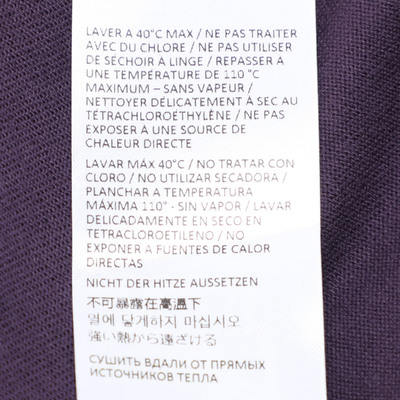 LAVER A 40°C MAX / NE PAS TRAITER
AVEC DU CHLORE / NE PAS UTILISER
DE SÉCHOIR À LINGE / REPASSER A
UNE TEMPÉRATURE DE 110 °C
MAXIMUM – SANS VAPEUR /
NETTOYER DÉLICATEMENT À SEC AU
TÉTRACHLOROÉTHYLÈNE / NE PAS
EXPOSER À UNE SOURCE DE
CHALEUR DIRECTE
LAVAR MÁX 40°C / NO TRATAR CON
CLORO / NO UTILIZAR SECADORA /
PLANCHAR A TEMPERATURA
MÁXIMA 110° - SIN VAPOR / LAVAR
DELICADAMENTE EN SECO EN
TETRACLOROETILENO / NO
EXPONER A FUENTES DE CALOR
DIRECTAS
NICHT DER HITZE AUSSETZEN
不可暴露在高溫下
열에 닿게하지 마십시오
強い熱から遠ざける
СУШИТЬ ВДАЛИ ОТ ПРЯМЫХ
ИСТОЧНИКОВ ТЕПЛА